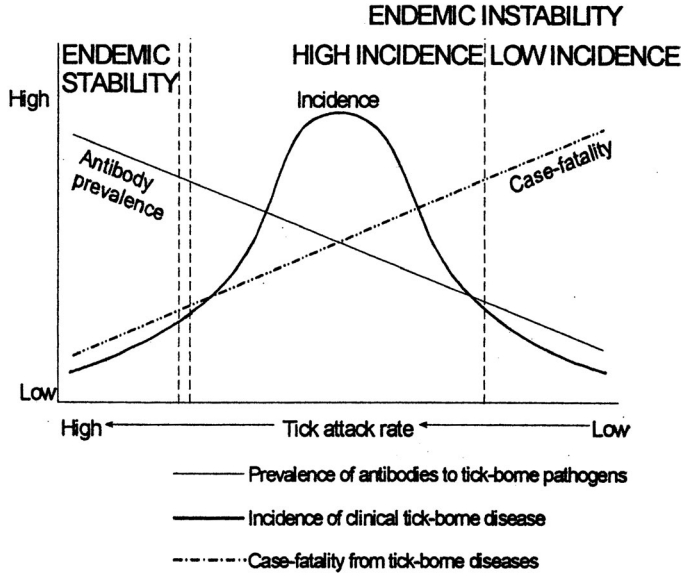 ENDEMIC INSTABILITY
ENDEMIC
STABILITY
HIGH INCIDENCE
LOW INCIDENCE
High
Incidence
Antibody
prevalence
Case-fatality
Low
High
Tick attack rate
Low
Prevalence of antibodies to tick-borne pathogens
Incidence of clinical tick-borne disease
Case-fatality from tick-borne diseases